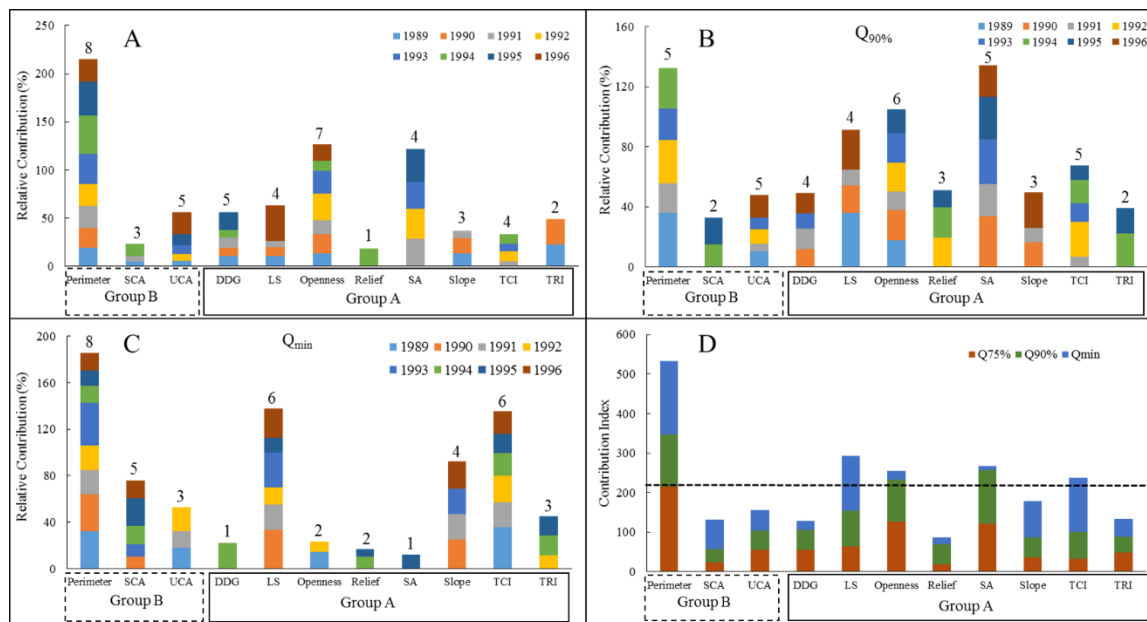 A
250
200
150
100
50
0
Relative Contribution (%)
1989 1990 1991 1992
1993 1994 1995 1996
8 3 5 5 4 7 1 4 3 4 2
Perimeter SCA UCA DDG LS Openness Relief SA Slope TCI TRI
Group B Group A
B
Q90%
160
120
80
40
0
Relative Contribution (%)
1989 1990 1991 1992
1993 1994 1995 1996
5 2 5 4 4 6 3 5 3 5 2
Perimeter SCA UCA DDG LS Openness Relief SA Slope TCI TRI
Group B Group A
C
Qmin
200
160
120
80
40
0
Relative Contribution (%)
1989 1990 1991 1992
1993 1994 1995 1996
8 5 3 1 6 2 2 1 4 6 3
Perimeter SCA UCA DDG LS Openness Relief SA Slope TCI TRI
Group B Group A
D
600
500
400
300
200
100
0
Contribution Index
Q75% Q90% Qmin
Perimeter SCA UCA DDG LS Openness Relief SA Slope TCI TRI
Group B Group A